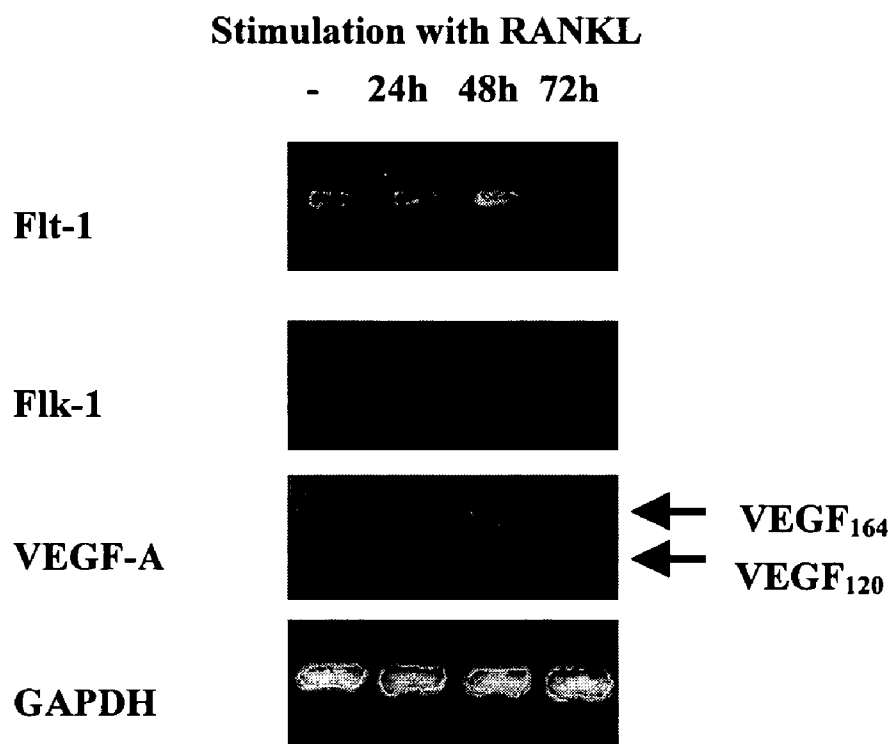 Stimulation with RANKL
- 24h 48h 72h
Flt-1
Flk-1
VEGF-A
VEGF₁₆₄
VEGF₁₂₀
GAPDH